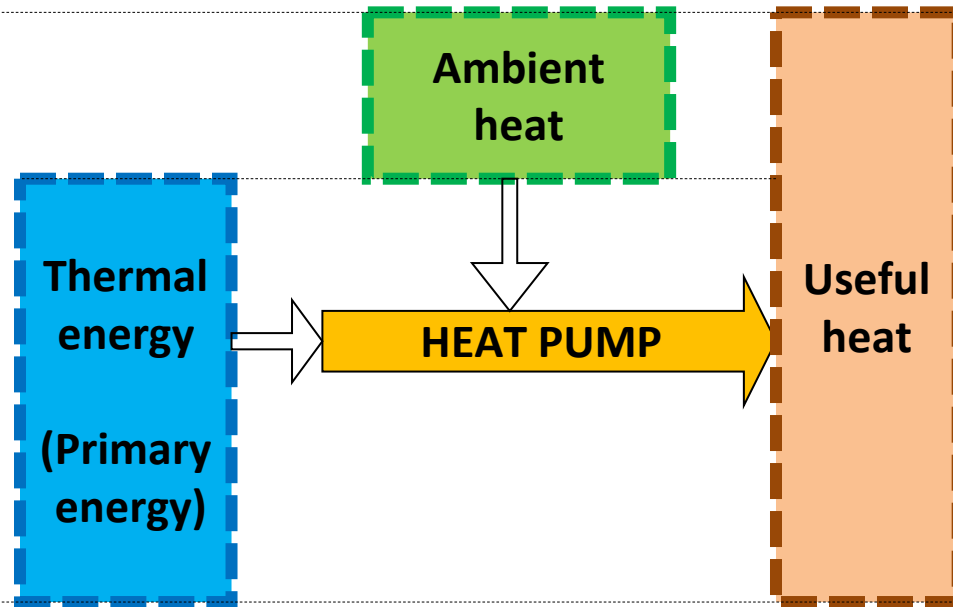 Ambient
heat
Thermal
energy
(Primary
energy)
HEAT PUMP
Useful
heat